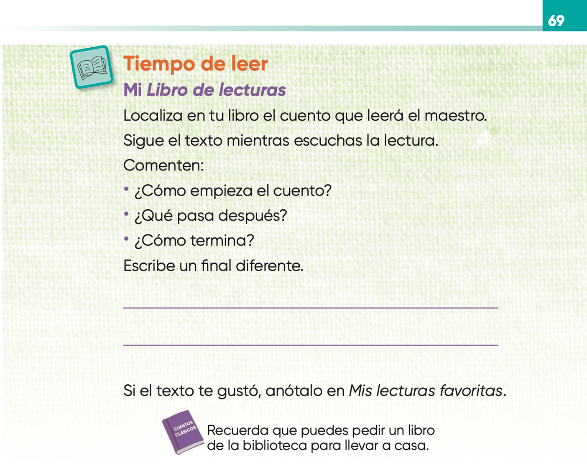 69
Tiempo de leer
Mi Libro de lecturas
Localiza en tu libro el cuento que leerá el maestro.
Sigue el texto mientras escuchas la lectura.
Comenten:
• ¿Cómo empieza el cuento?
• ¿Qué pasa después?
• ¿Cómo termina?
Escribe un final diferente.
Si el texto te gustó, anótalo en Mis lecturas favoritas.
CUENTOS
CLÁSICOS
Recuerda que puedes pedir un libro
de la biblioteca para llevar a casa.